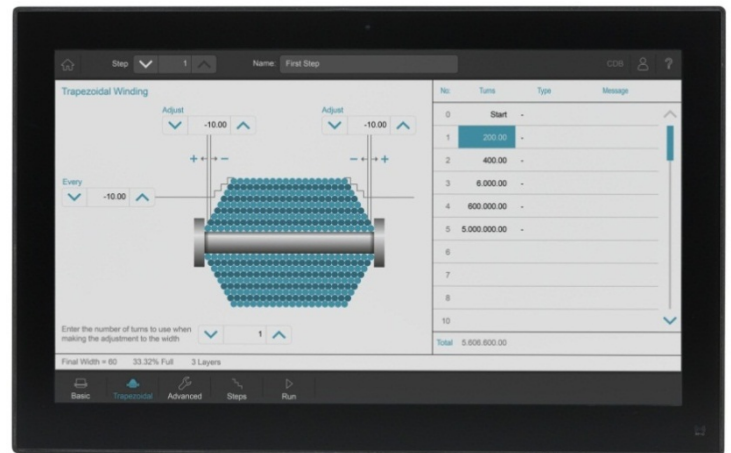 Step 1 Name: First Step CDS ?
Trapezoidal Winding
No: Turns Type Message
Adjust Adjust
-10.00 -10.00
0 Start -
1 200.00 -
+ - - +
2 400.00 -
Every
-10.00
3 6.000.00 -
4 600.000.00 -
5 5.000.000.00 -
6
7
8
10
Enter the number of turns to use when
making the adjustment to the width
1
Total 5.606.600.00
Final Width = 60 33.32% Full 3 Layers
Basic Trapezoidal Advanced Steps Run